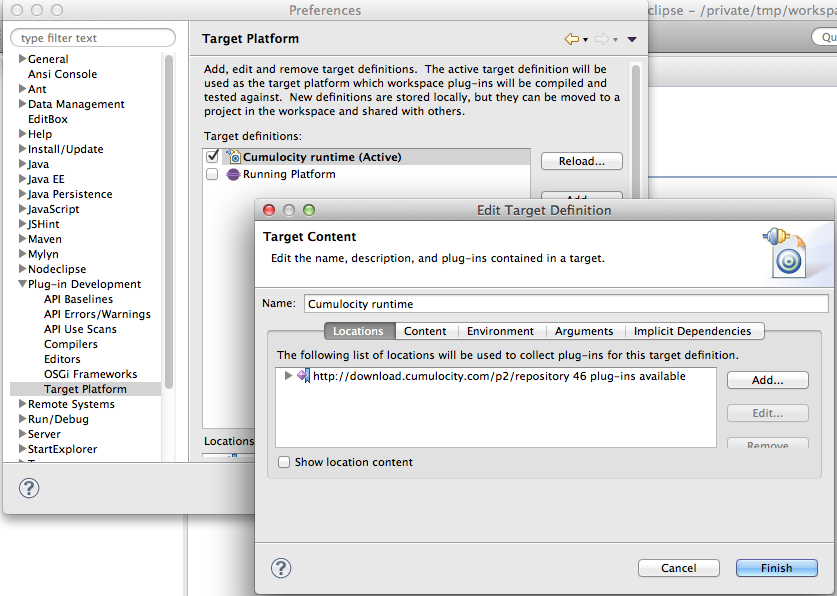 Preferences
clipse – /private/tmp/workspa
type filter text
Target Platform
Qu
General
Ansi Console
Ant
Data Management
EditBox
Help
Install/Update
Java
Java EE
Java Persistence
JavaScript
JSHint
Maven
Mylyn
Nodeclipse
Plug-in Development
API Baselines
API Errors/Warnings
API Use Scans
Compilers
Editors
OSGi Frameworks
Target Platform
Remote Systems
Run/Debug
Server
StartExplorer
Add, edit and remove target definitions.  The active target definition will be
used as the target platform which workspace plug-ins will be compiled and
tested against.  New definitions are stored locally, but they can be moved to a
project in the workspace and shared with others.
Target definitions:
Cumulocity runtime (Active)
Running Platform
Reload...
Add
Locations
Edit Target Definition
Target Content
Edit the name, description, and plug-ins contained in a target.
Name: Cumulocity runtime
Locations Content Environment Arguments Implicit Dependencies
The following list of locations will be used to collect plug-ins for this target definition.
http://download.cumulocity.com/p2/repository 46 plug-ins available
Add...
Edit...
Remove
Show location content
? ?
Cancel Finish